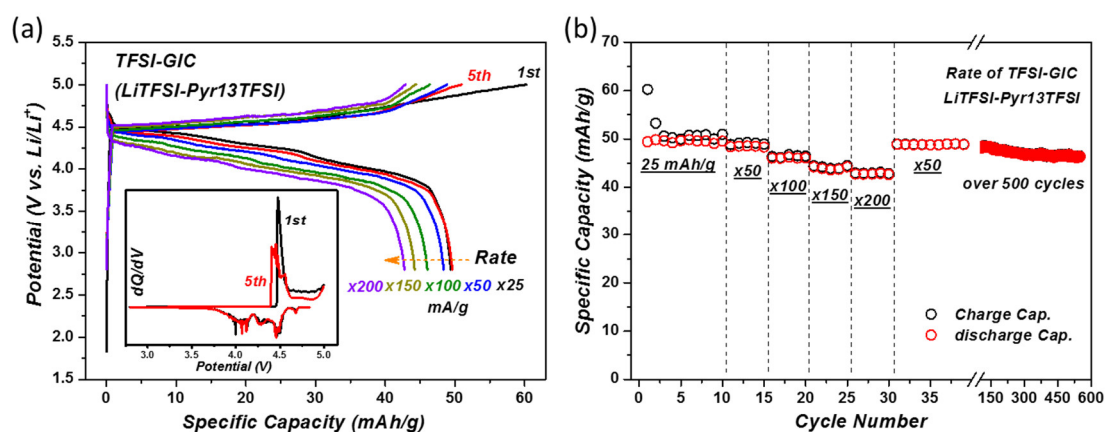 (a)
TFSI-GIC
(LiTFSI-Pyr13TFSI)
1st
5th
Rate
x200 x150 x100 x50 x25
mA/g
5.5
5.0
4.5
4.0
3.5
3.0
2.5
2.0
1.5
Potential (V vs. Li/Li+)
0 10 20 30 40 50 60
Specific Capacity (mAh/g)
1st
5th
dQ/dV
3.0 3.5 4.0 4.5 5.0
Potential (V)
(b)
Rate of TFSI-GIC
LiTFSI-Pyr13TFSI
25 mAh/g
x50
x100
x150
x200
x50
over 500 cycles
Charge Cap.
discharge Cap.
70
60
50
40
30
20
10
0
Specific Capacity (mAh/g)
0 5 10 15 20 25 30 35 150 300 450 600
Cycle Number